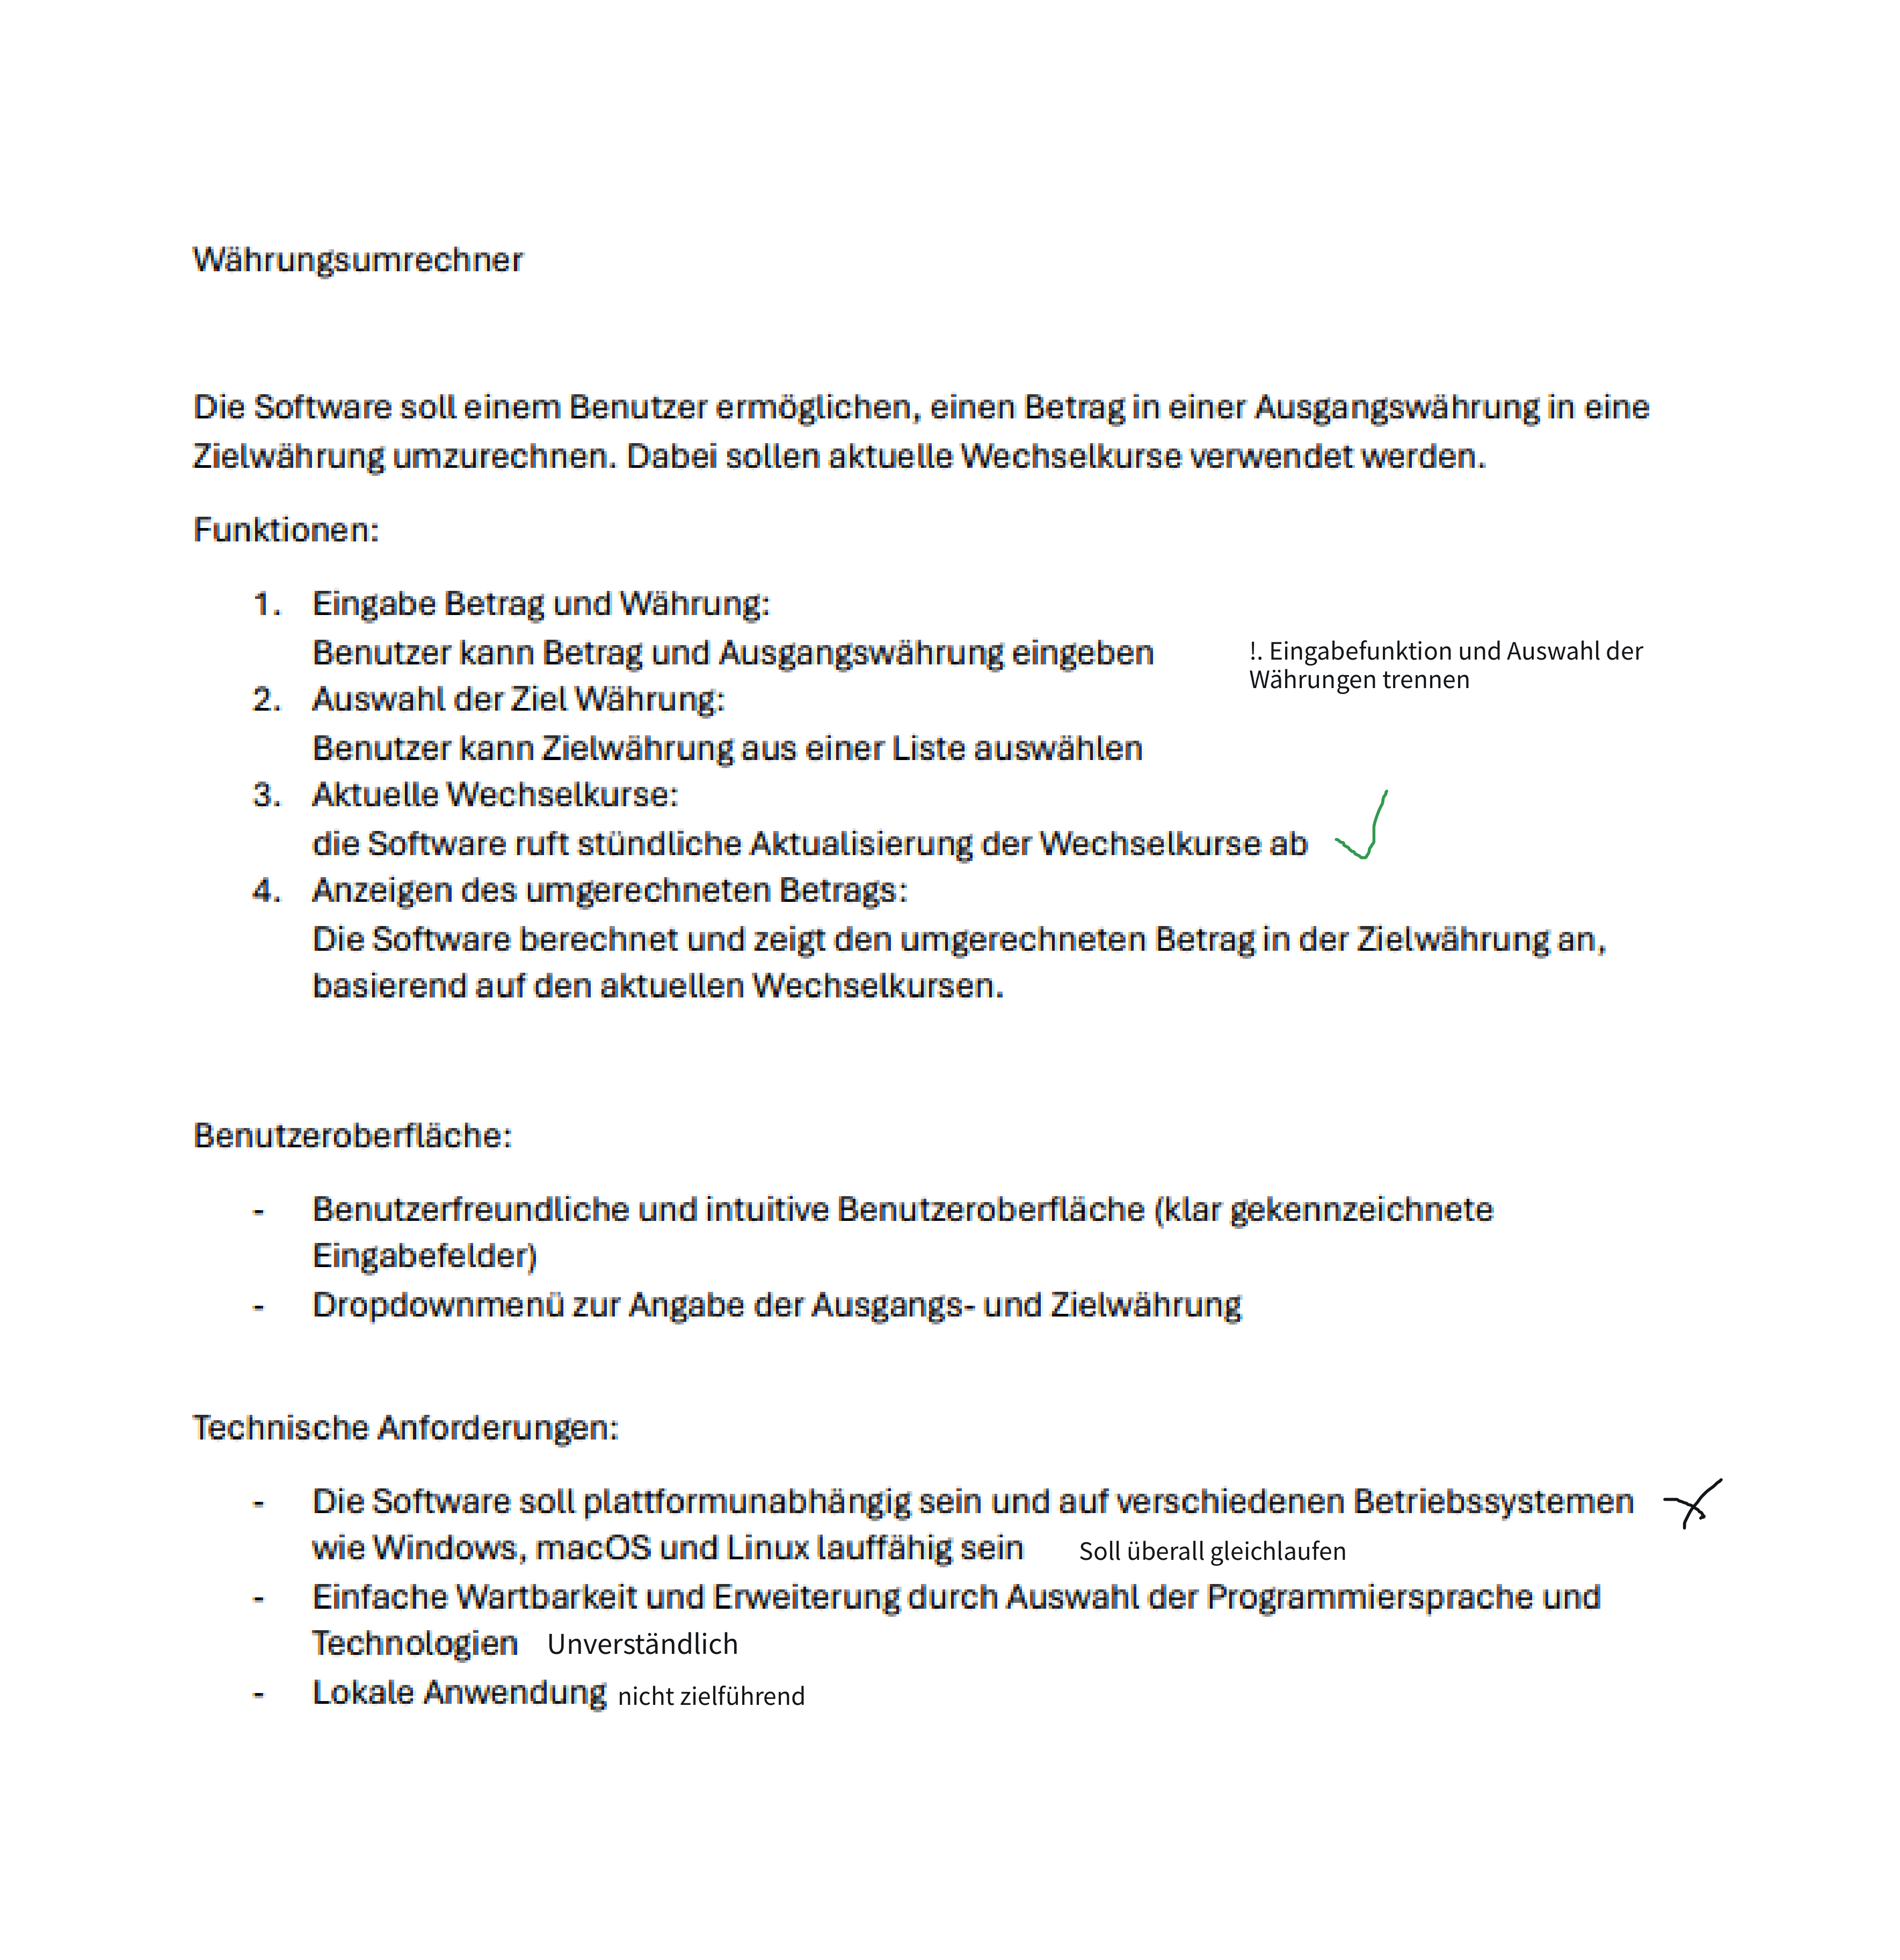 Währungsumrechner
Die Software soll einem Benutzer ermöglichen, einen Betrag in einer Ausgangswährung in eine
Zielwährung umzurechnen. Dabei sollen aktuelle Wechselkurse verwendet werden.
Funktionen:
1. Eingabe Betrag und Währung:
Benutzer kann Betrag und Ausgangswährung eingeben
!. Eingabefunktion und Auswahl der
Währungen trennen
2. Auswahl der Ziel Währung:
Benutzer kann Zielwährung aus einer Liste auswählen
3. Aktuelle Wechselkurse:
die Software ruft stündliche Aktualisierung der Wechselkurse ab
4. Anzeigen des umgerechneten Betrags:
Die Software berechnet und zeigt den umgerechneten Betrag in der Zielwährung an,
basierend auf den aktuellen Wechselkursen.
Benutzeroberfläche:
- Benutzerfreundliche und intuitive Benutzeroberfläche (klar gekennzeichnete
Eingabefelder)
- Dropdownmenü zur Angabe der Ausgangs- und Zielwährung
Technische Anforderungen:
- Die Software soll plattformunabhängig sein und auf verschiedenen Betriebssystemen
wie Windows, macOS und Linux lauffähig sein Soll überall gleichlaufen
- Einfache Wartbarkeit und Erweiterung durch Auswahl der Programmiersprache und
Technologien Unverständlich
- Lokale Anwendung nicht zielführend